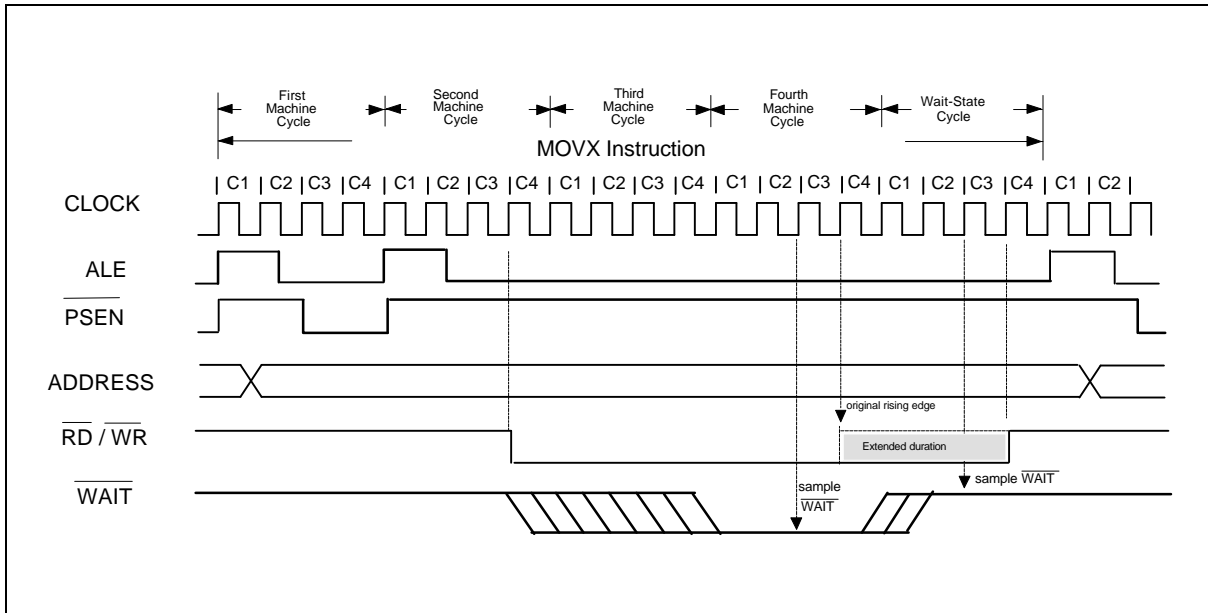 First
Machine
Cycle
Second
Machine
Cycle
Third
Machine
Cycle
Fourth
Machine
Cycle
Wait-State
Cycle
MOVX Instruction
CLOCK
C1 C2 C3 C4 C1 C2 C3 C4 C1 C2 C3 C4 C1 C2 C3 C4 C1 C2 C3 C4 C1 C2
ALE
PSEN
ADDRESS
original rising edge
RD / WR
Extended duration
WAIT
sample
WAIT
sample WAIT